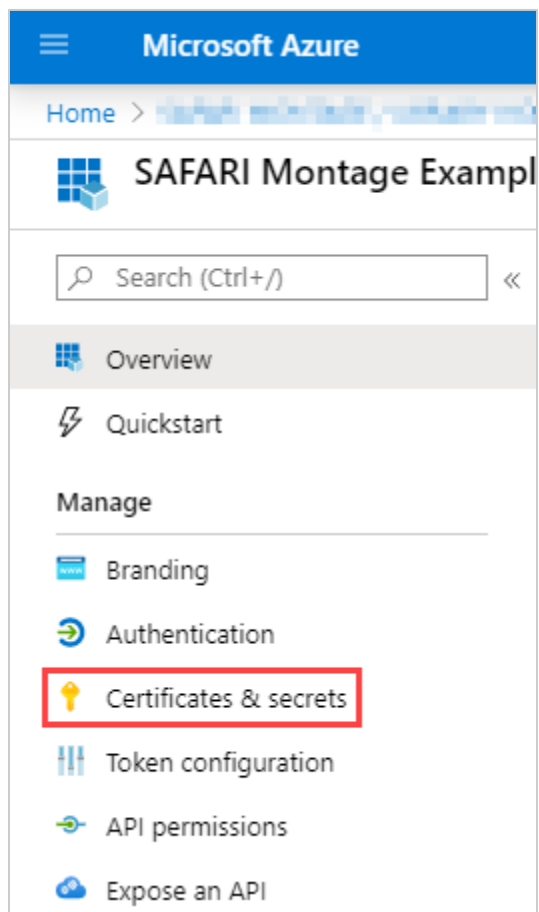 Microsoft Azure
Home >
SAFARI Montage Exampl
Search (Ctrl+/)
«
Overview
Quickstart
Manage
www
Branding
Authentication
Certificates & secrets
Token configuration
API permissions
Expose an API